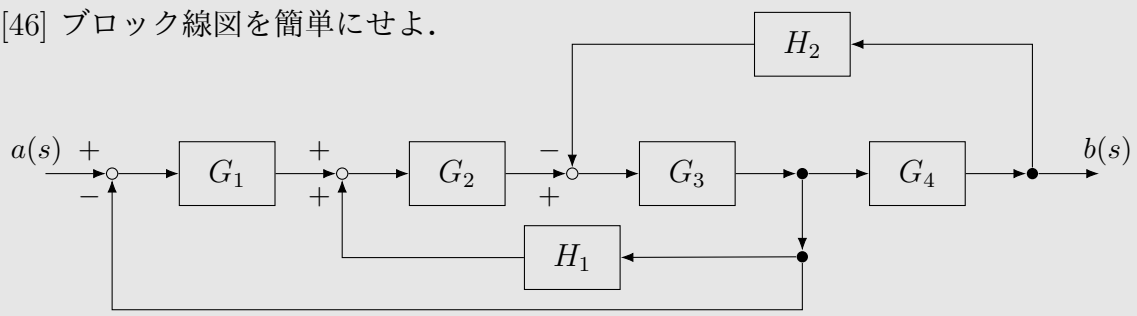 [46] ブロック線図を簡単にせよ.
H₂
a(s) + − G₁ + + G₂ − + G₃ G₄ b(s)
H₁